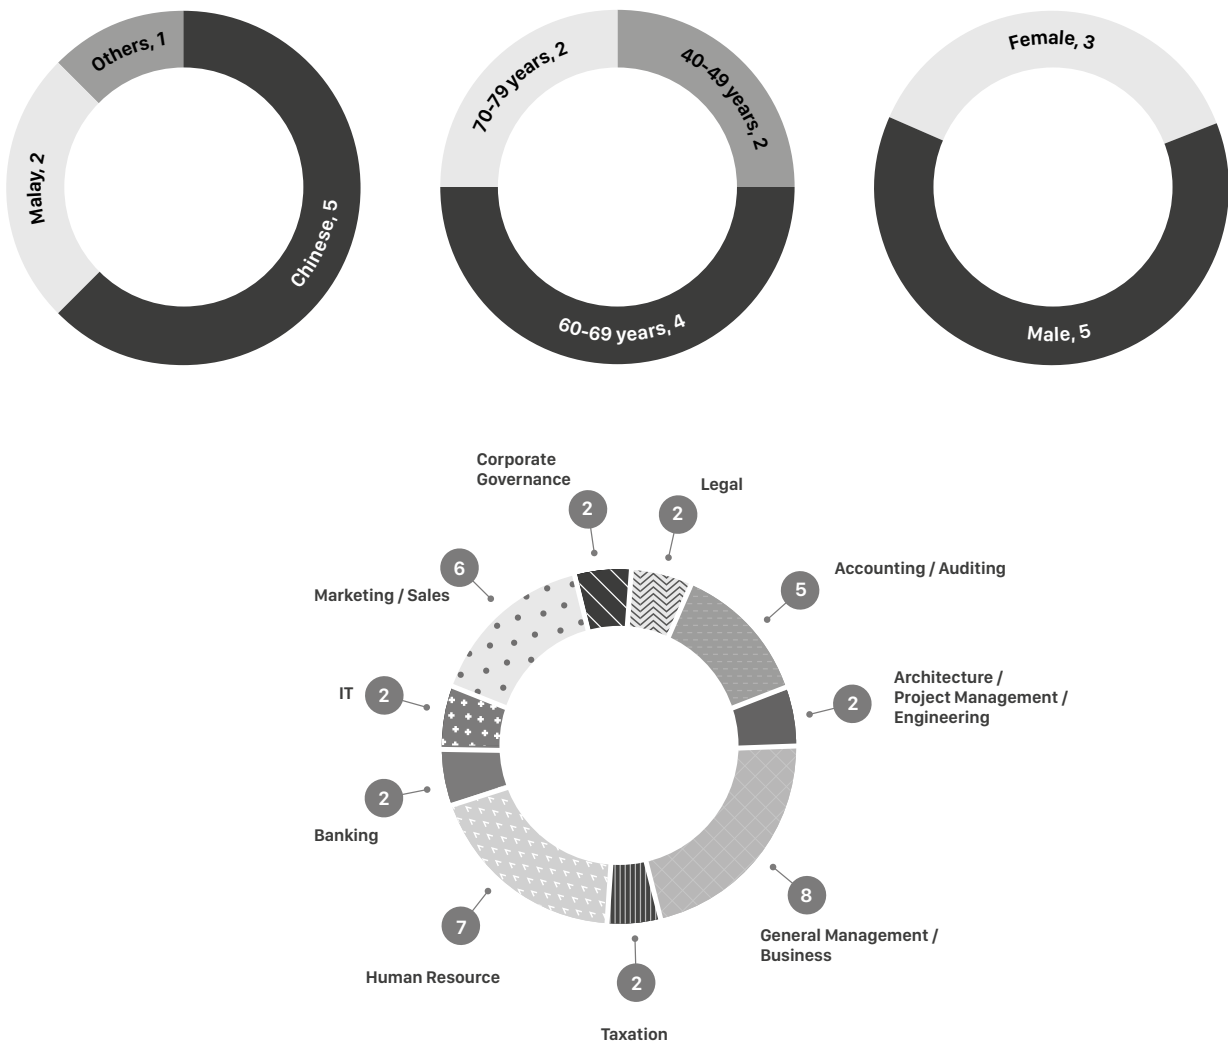 Others, 1
Malay, 2
Chinese, 5
70-79 years, 2
40-49 years, 2
60-69 years, 4
Female, 3
Male, 5
Corporate
Governance
2
Legal
2
Accounting / Auditing
5
Architecture /
Project Management /
Engineering
2
General Management /
Business
8
Taxation
2
Human Resource
7
Banking
2
IT
2
Marketing / Sales
6